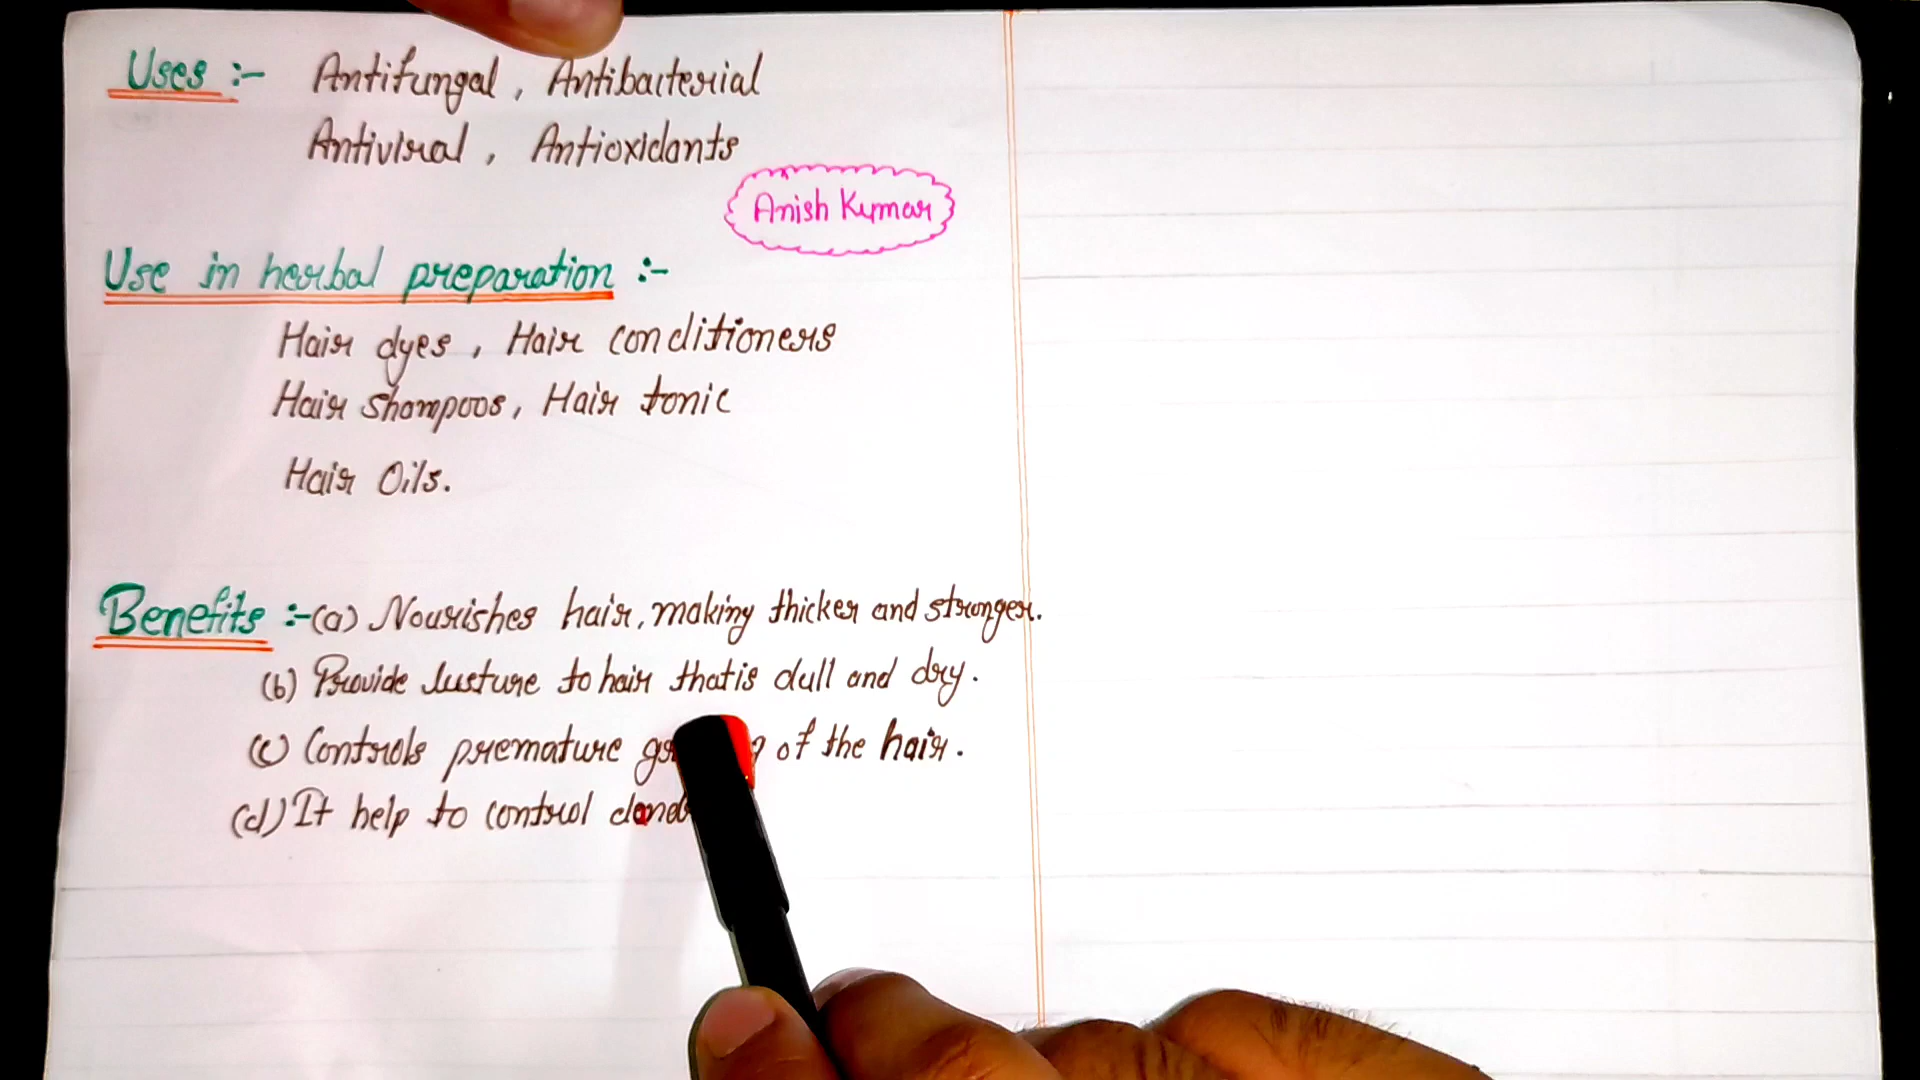 Uses :- Antifungal, Antibacterial
Antiviral, Antioxidants
Anish Kumar
Use in herbal preparation :-
Hair dyes, Hair conditioners
Hair shampoos, Hair tonic
Hair Oils.
Benefits :- (a) Nourishes hair, making thicker and stronger.
(b) Provide lusture to hair that is dull and dry.
(c) Controls premature of the hair.
(d) It help to control